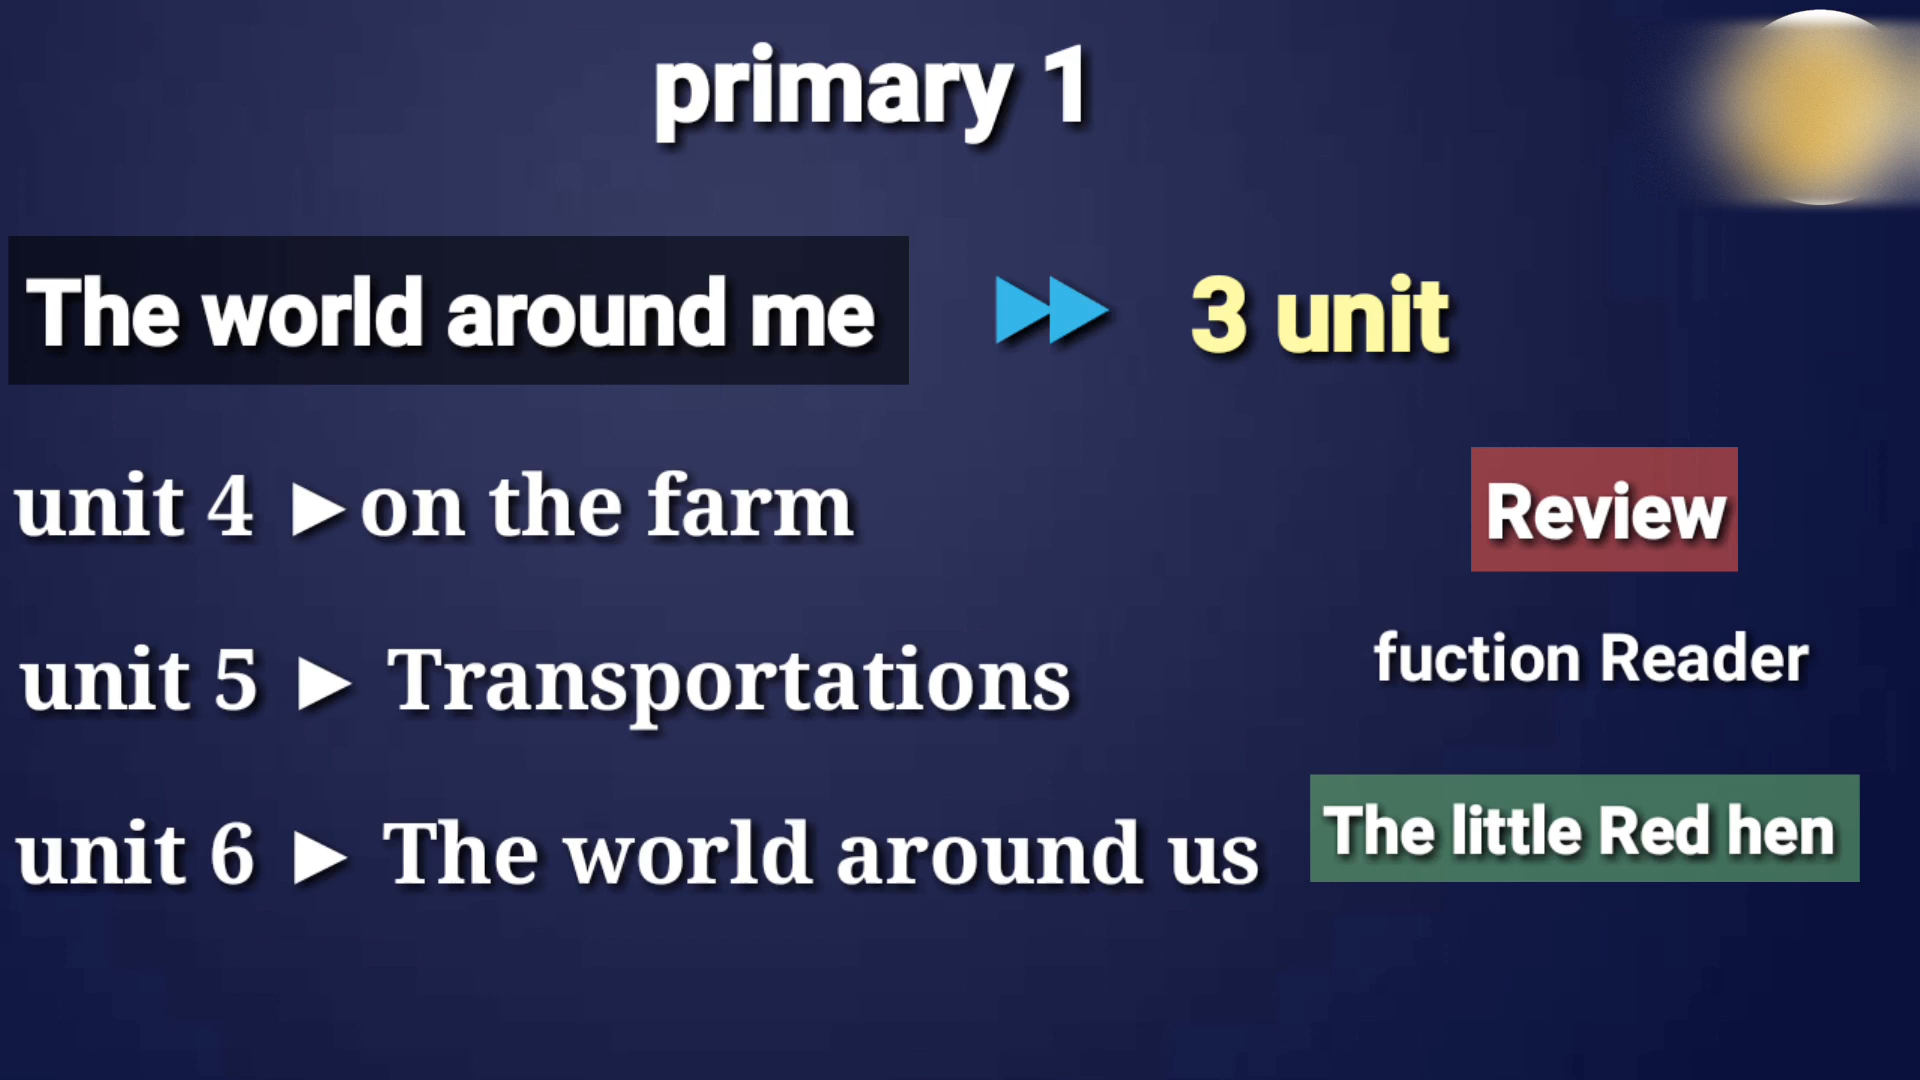 primary 1
The world around me
3 unit
unit 4 ►on the farm
unit 5 ► Transportations
unit 6 ► The world around us
Review
fuction Reader
The little Red hen